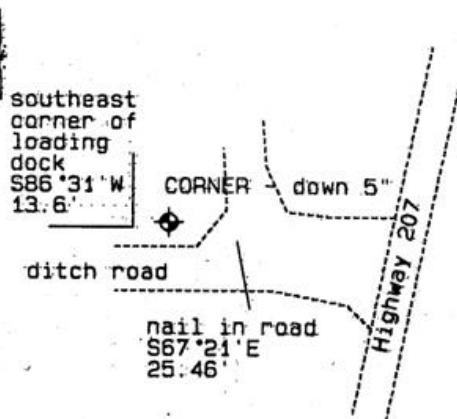 southeast
corner of
loading
dock
S86°31'W
13.6'
CORNER - down 5"
ditch road
nail in road
S67°21'E
25.46'
Highway 207